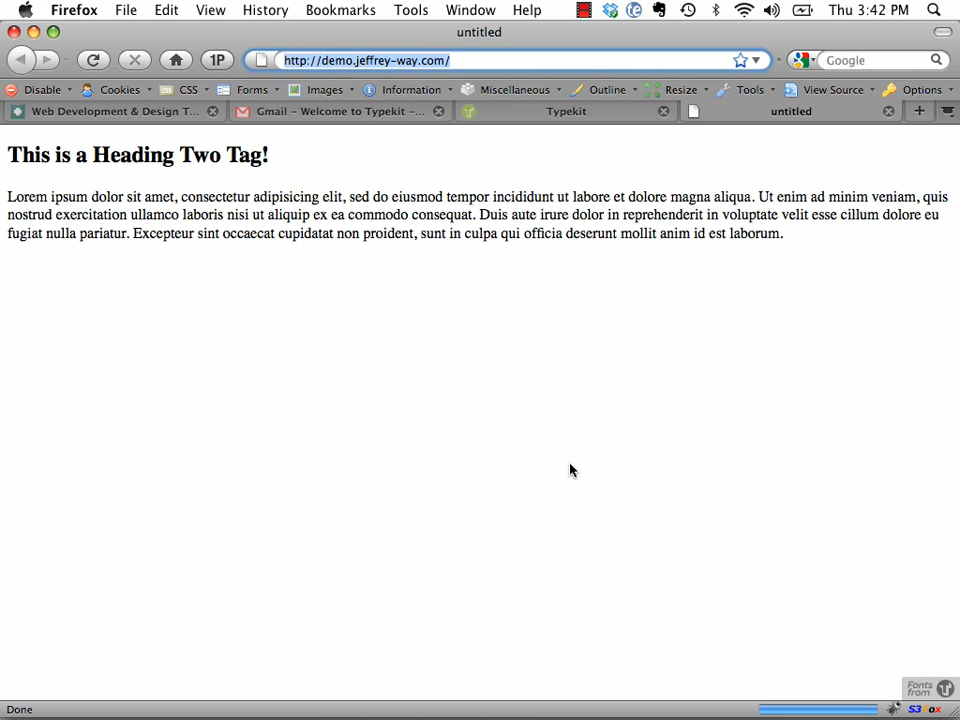 Firefox File Edit View History Bookmarks Tools Window Help Thu 3:42 PM
untitled
1P http://demo.jeffrey-way.com/ Google
Disable Cookies CSS Forms Images Information Miscellaneous Outline Resize Tools View Source Options
Web Development & Design T... Gmail - Welcome to Typekit -... Typekit untitled
This is a Heading Two Tag!
Lorem ipsum dolor sit amet, consectetur adipisicing elit, sed do eiusmod tempor incididunt ut labore et dolore magna aliqua. Ut enim ad minim veniam, quis
nostrud exercitation ullamco laboris nisi ut aliquip ex ea commodo consequat. Duis aute irure dolor in reprehenderit in voluptate velit esse cillum dolore eu
fugiat nulla pariatur. Excepteur sint occaecat cupidatat non proident, sunt in culpa qui officia deserunt mollit anim id est laborum.
Fonts
from
Done S3 Fox